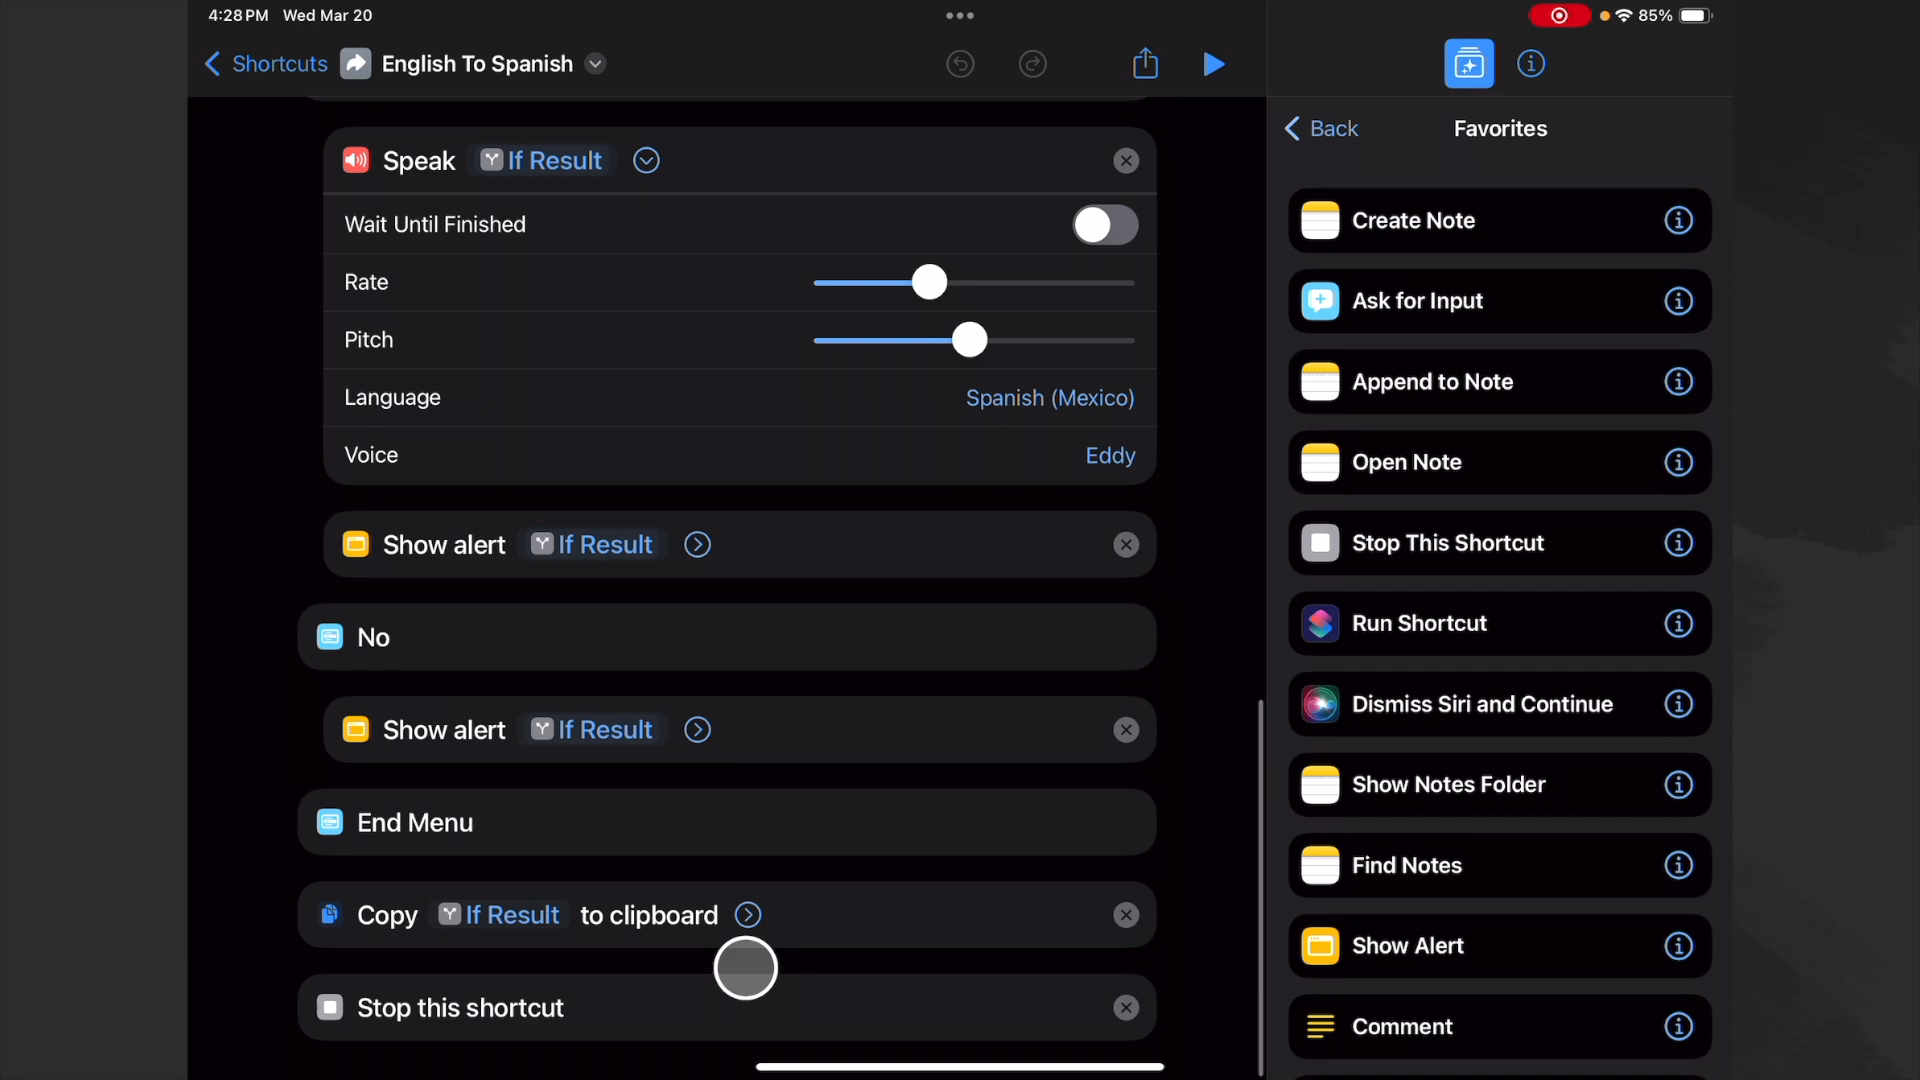 4:28 PM Wed Mar 20
85%
Shortcuts
English To Spanish
Speak If Result
Wait Until Finished
Rate
Pitch
Language
Spanish (Mexico)
Voice
Eddy
Show alert If Result
No
Show alert If Result
End Menu
Copy If Result to clipboard
Stop this shortcut
Back
Favorites
Create Note
Ask for Input
Append to Note
Open Note
Stop This Shortcut
Run Shortcut
Dismiss Siri and Continue
Show Notes Folder
Find Notes
Show Alert
Comment